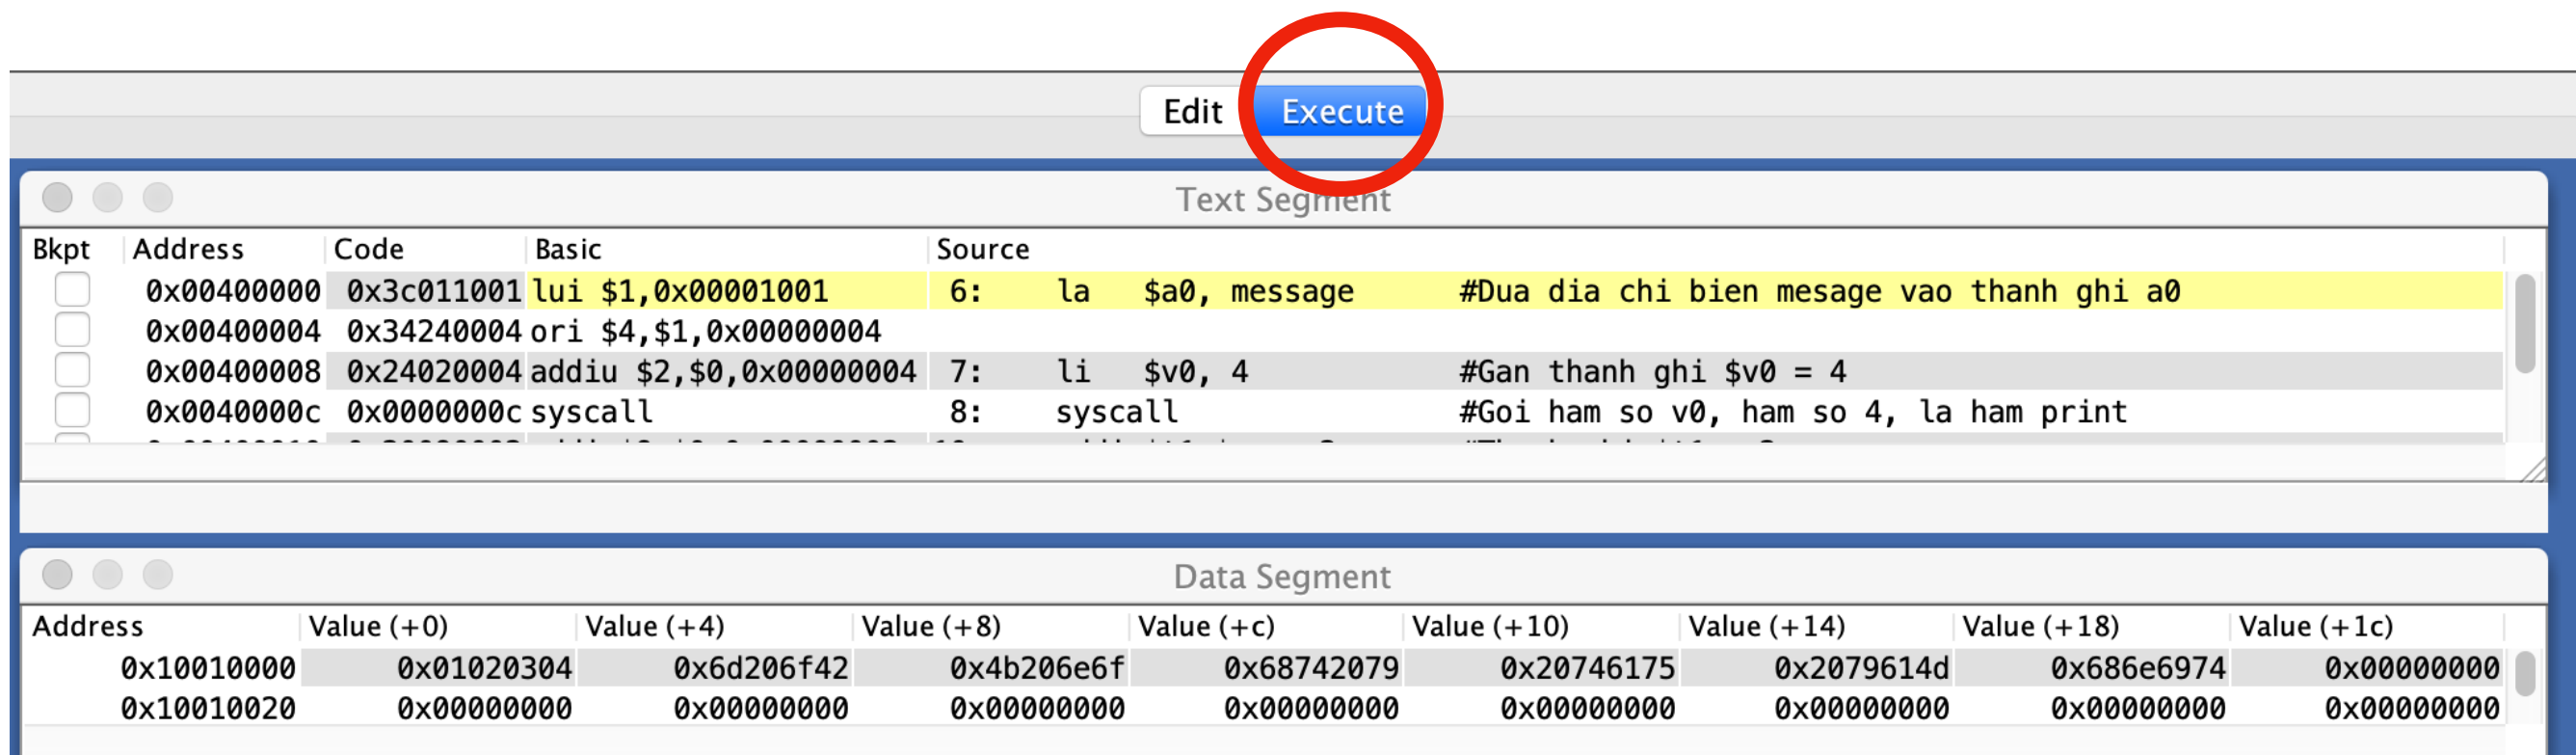 Edit Execute
Text Segment
Bkpt Address Code Basic Source
0x00400000 0x3c011001 lui $1,0x00001001 6: la $a0, message #Dua dia chi bien mesage vao thanh ghi a0
0x00400004 0x34240004 ori $4,$1,0x00000004
0x00400008 0x24020004 addiu $2,$0,0x00000004 7: li $v0, 4 #Gan thanh ghi $v0 = 4
0x0040000c 0x0000000c syscall 8: syscall #Goi ham so v0, ham so 4, la ham print
Data Segment
Address Value (+0) Value (+4) Value (+8) Value (+c) Value (+10) Value (+14) Value (+18) Value (+1c)
0x10010000 0x01020304 0x6d206f42 0x4b206e6f 0x68742079 0x20746175 0x2079614d 0x686e6974 0x00000000
0x10010020 0x00000000 0x00000000 0x00000000 0x00000000 0x00000000 0x00000000 0x00000000 0x00000000